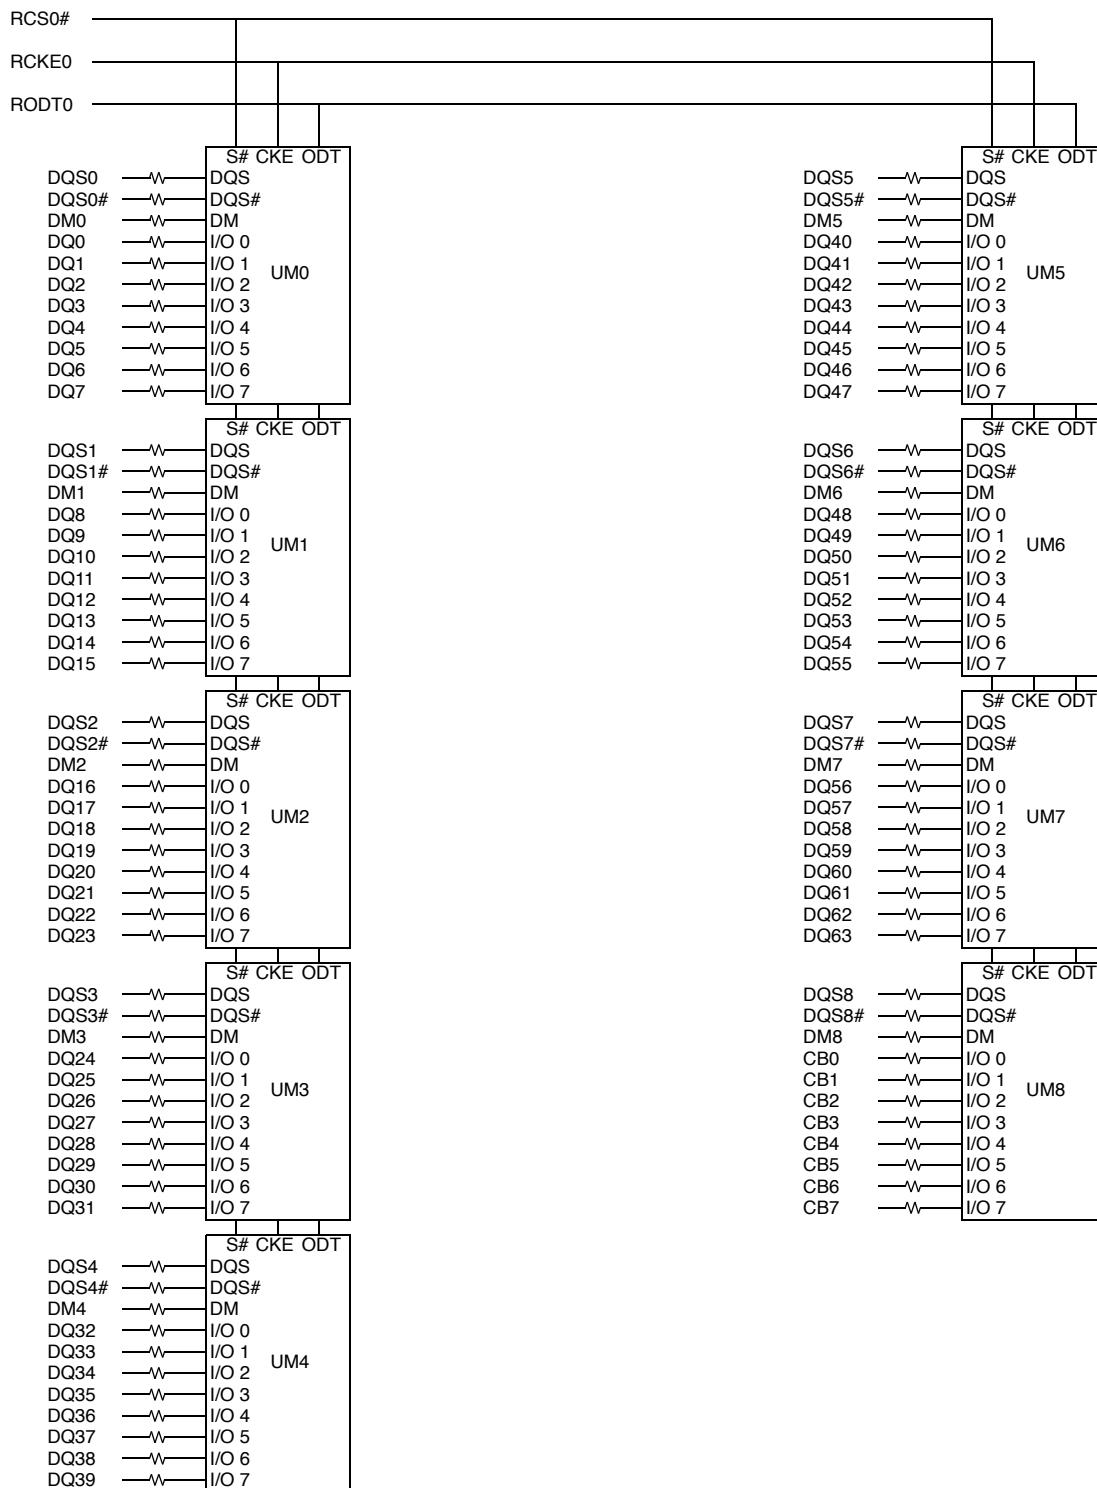 RCS0#
RCKE0
RODT0
S# CKE ODT
DQS0 DQS
DQS0# DQS#
DM0 DM
DQ0 I/O 0
DQ1 I/O 1
UM0
DQ2 I/O 2
DQ3 I/O 3
DQ4 I/O 4
DQ5 I/O 5
DQ6 I/O 6
DQ7 I/O 7
S# CKE ODT
DQS1 DQS
DQS1# DQS#
DM1 DM
DQ8 I/O 0
DQ9 I/O 1
UM1
DQ10 I/O 2
DQ11 I/O 3
DQ12 I/O 4
DQ13 I/O 5
DQ14 I/O 6
DQ15 I/O 7
S# CKE ODT
DQS2 DQS
DQS2# DQS#
DM2 DM
DQ16 I/O 0
DQ17 I/O 1
UM2
DQ18 I/O 2
DQ19 I/O 3
DQ20 I/O 4
DQ21 I/O 5
DQ22 I/O 6
DQ23 I/O 7
S# CKE ODT
DQS3 DQS
DQS3# DQS#
DM3 DM
DQ24 I/O 0
DQ25 I/O 1
UM3
DQ26 I/O 2
DQ27 I/O 3
DQ28 I/O 4
DQ29 I/O 5
DQ30 I/O 6
DQ31 I/O 7
S# CKE ODT
DQS4 DQS
DQS4# DQS#
DM4 DM
DQ32 I/O 0
DQ33 I/O 1
UM4
DQ34 I/O 2
DQ35 I/O 3
DQ36 I/O 4
DQ37 I/O 5
DQ38 I/O 6
DQ39 I/O 7
S# CKE ODT
DQS5 DQS
DQS5# DQS#
DM5 DM
DQ40 I/O 0
DQ41 I/O 1
UM5
DQ42 I/O 2
DQ43 I/O 3
DQ44 I/O 4
DQ45 I/O 5
DQ46 I/O 6
DQ47 I/O 7
S# CKE ODT
DQS6 DQS
DQS6# DQS#
DM6 DM
DQ48 I/O 0
DQ49 I/O 1
UM6
DQ50 I/O 2
DQ51 I/O 3
DQ52 I/O 4
DQ53 I/O 5
DQ54 I/O 6
DQ55 I/O 7
S# CKE ODT
DQS7 DQS
DQS7# DQS#
DM7 DM
DQ56 I/O 0
DQ57 I/O 1
UM7
DQ58 I/O 2
DQ59 I/O 3
DQ60 I/O 4
DQ61 I/O 5
DQ62 I/O 6
DQ63 I/O 7
S# CKE ODT
DQS8 DQS
DQS8# DQS#
DM8 DM
CB0 I/O 0
CB1 I/O 1
UM8
CB2 I/O 2
CB3 I/O 3
CB4 I/O 4
CB5 I/O 5
CB6 I/O 6
CB7 I/O 7